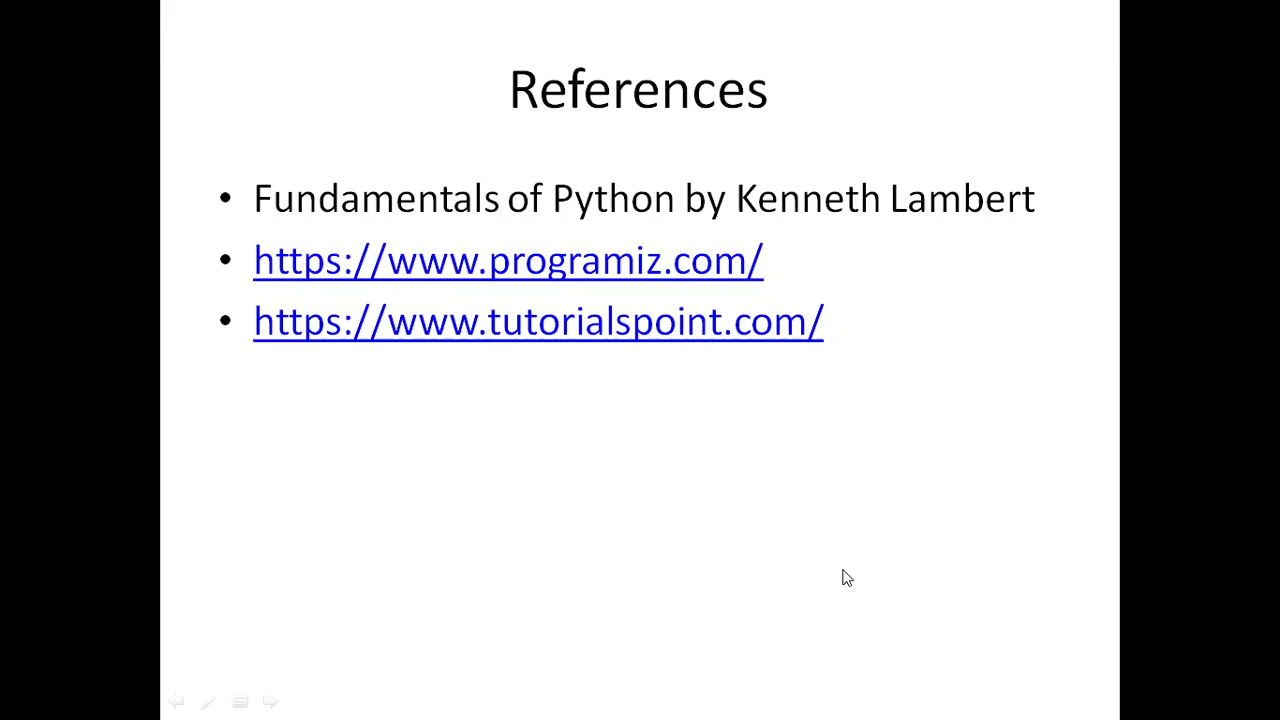 References
• Fundamentals of Python by Kenneth Lambert
• https://www.programiz.com/
• https://www.tutorialspoint.com/